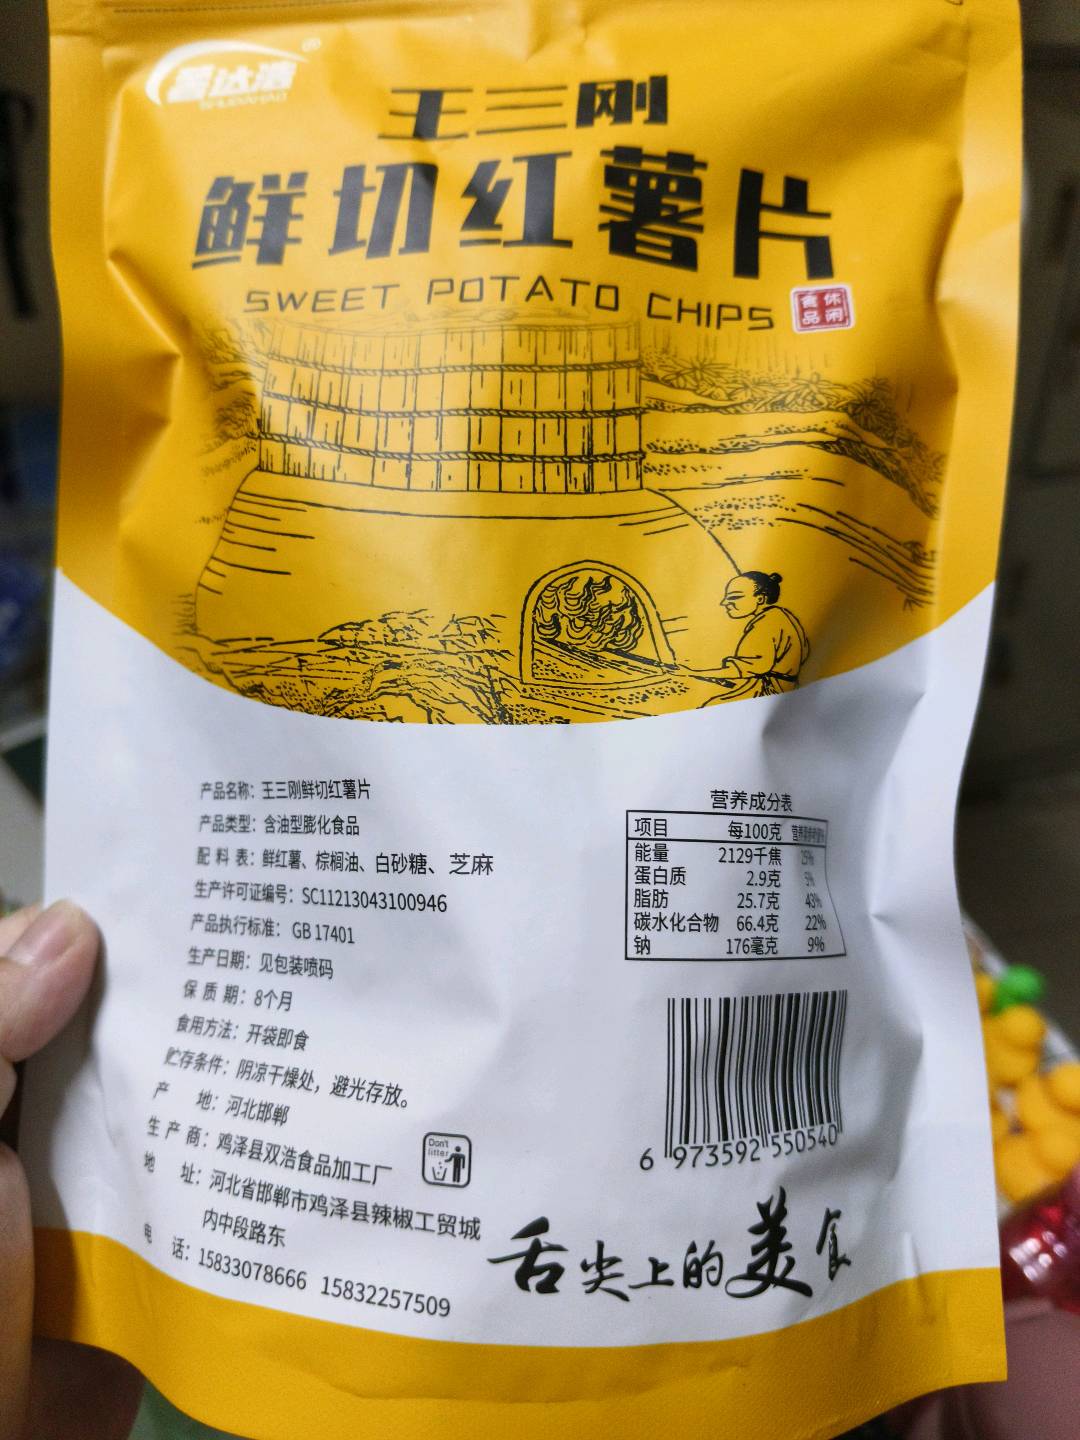 达浩
®
SHUANHAO
王三刚
鲜切红薯片
SWEET POTATO CHIPS
休闲食品
产品名称：王三刚鲜切红薯片
产品类型：含油型膨化食品
配料表：鲜红薯、棕榈油、白砂糖、芝麻
生产许可证编号：SC11213043100946
产品执行标准：GB 17401
生产日期：见包装喷码
保质期：8个月
食用方法：开袋即食
贮存条件：阴凉干燥处，避光存放。
产 地：河北邯郸
生产商：鸡泽县双浩食品加工厂
地 址：河北省邯郸市鸡泽县辣椒工贸城
内中段路东
电 话：15833078666 15832257509
Don't
litter
营养成分表
项目 每100克
能量 2129千焦 25%
蛋白质 2.9克 5%
脂肪 25.7克 43%
碳水化合物 66.4克 22%
钠 176毫克 9%
6 973592 550540
舌尖上的美食